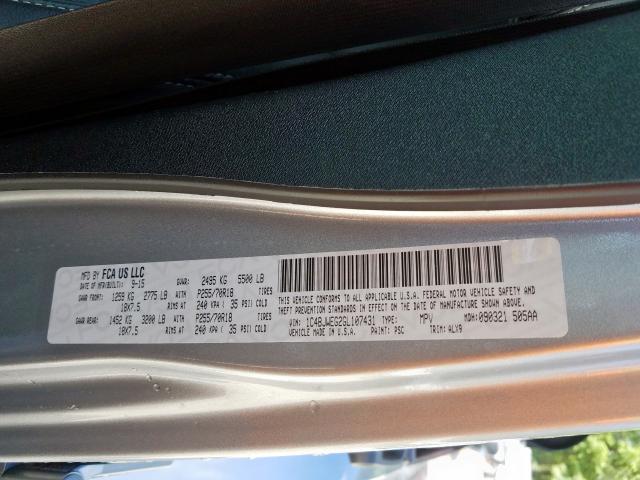 MFD BY FCA US LLC
DATE OF MFR(BUILT): 9-15 GVWR: 2495 KG 5500 LB
GAWR FRONT: 1259 KG 2775 LB WITH P255/70R18 TIRES
18X7.5 RIMS AT 240 KPA ( 35 PSI) COLD
GAWR REAR: 1452 KG 3200 LB WITH P255/70R18 TIRES
18X7.5 RIMS AT 240 KPA ( 35 PSI) COLD
THIS VEHICLE CONFORMS TO ALL APPLICABLE U.S.A. FEDERAL MOTOR VEHICLE SAFETY AND
THEFT PREVENTION STANDARDS IN EFFECT ON THE DATE OF MANUFACTURE SHOWN ABOVE.
VIN: 1C4BJWEG2GL107431 TYPE: MPV MDH: 090321 505AA
VEHICLE MADE IN U.S.A. PAINT: PSC TRIM: ALX9